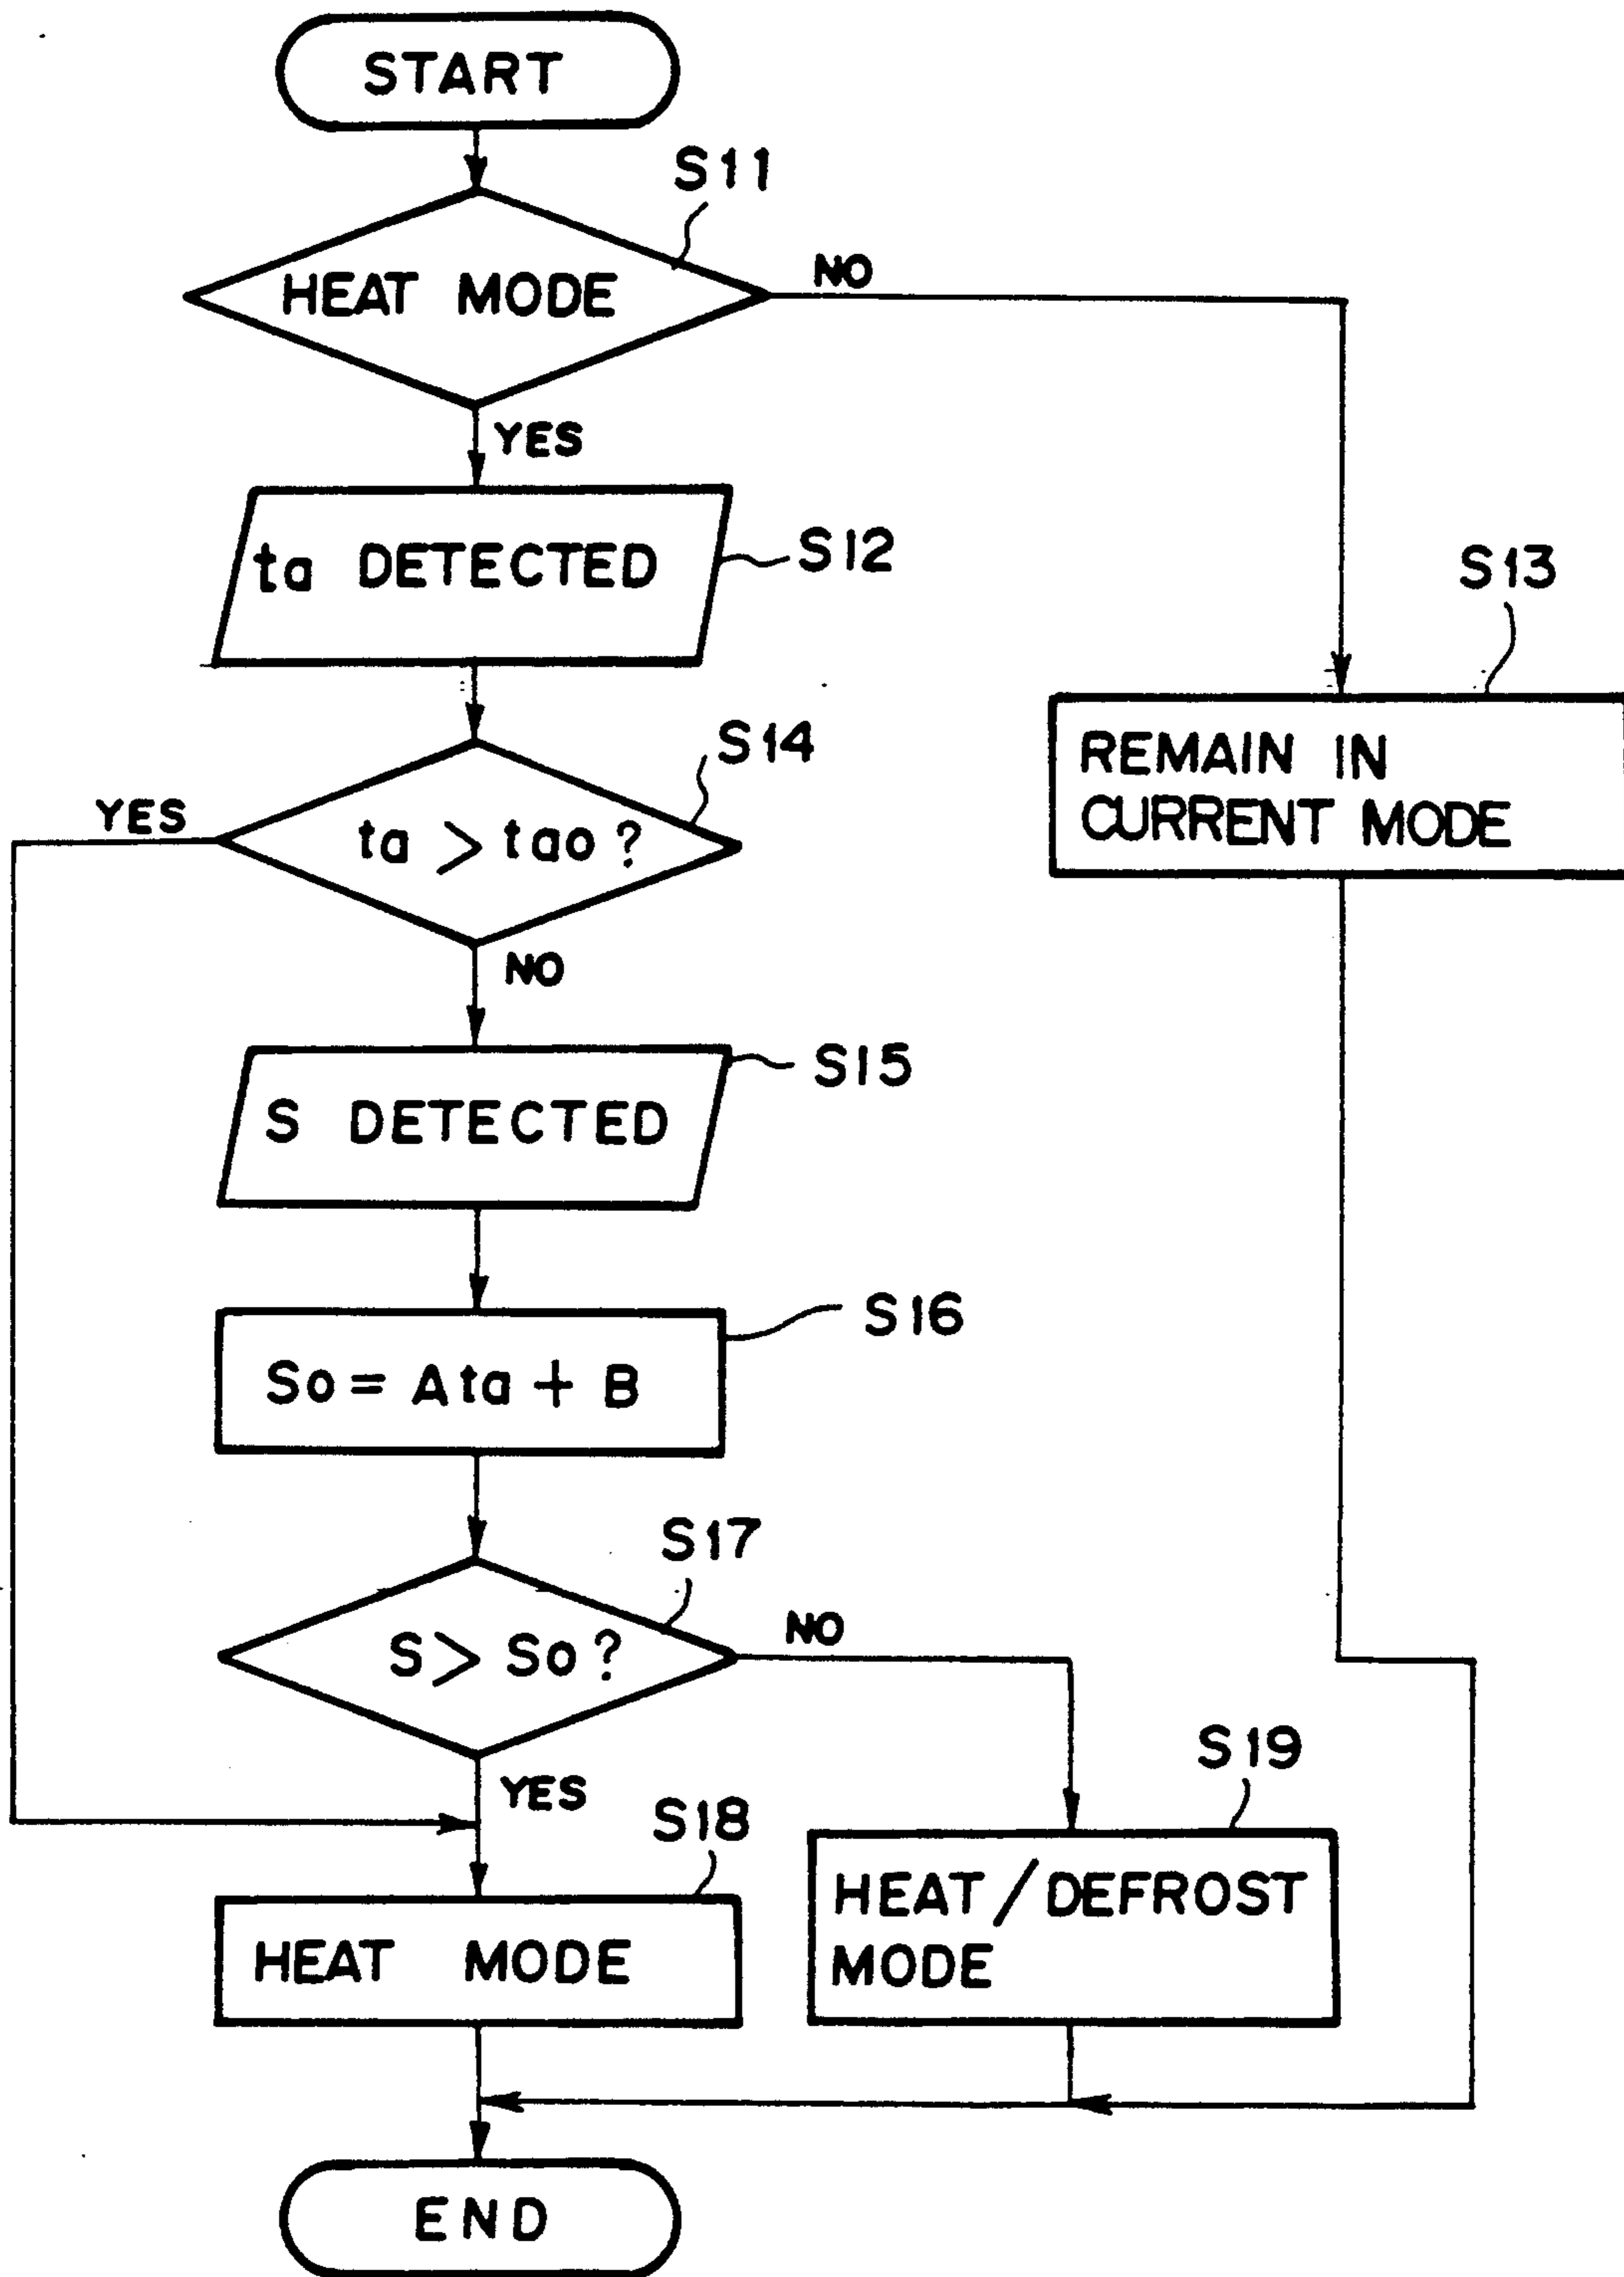 START
S11
HEAT MODE
NO
YES
ta DETECTED
S12
S13
REMAIN IN
CURRENT MODE
S14
YES
ta > tao ?
NO
S15
S DETECTED
S16
So = Ata + B
S17
S > So ?
NO
YES
S18
S19
HEAT/DEFROST
MODE
HEAT MODE
END